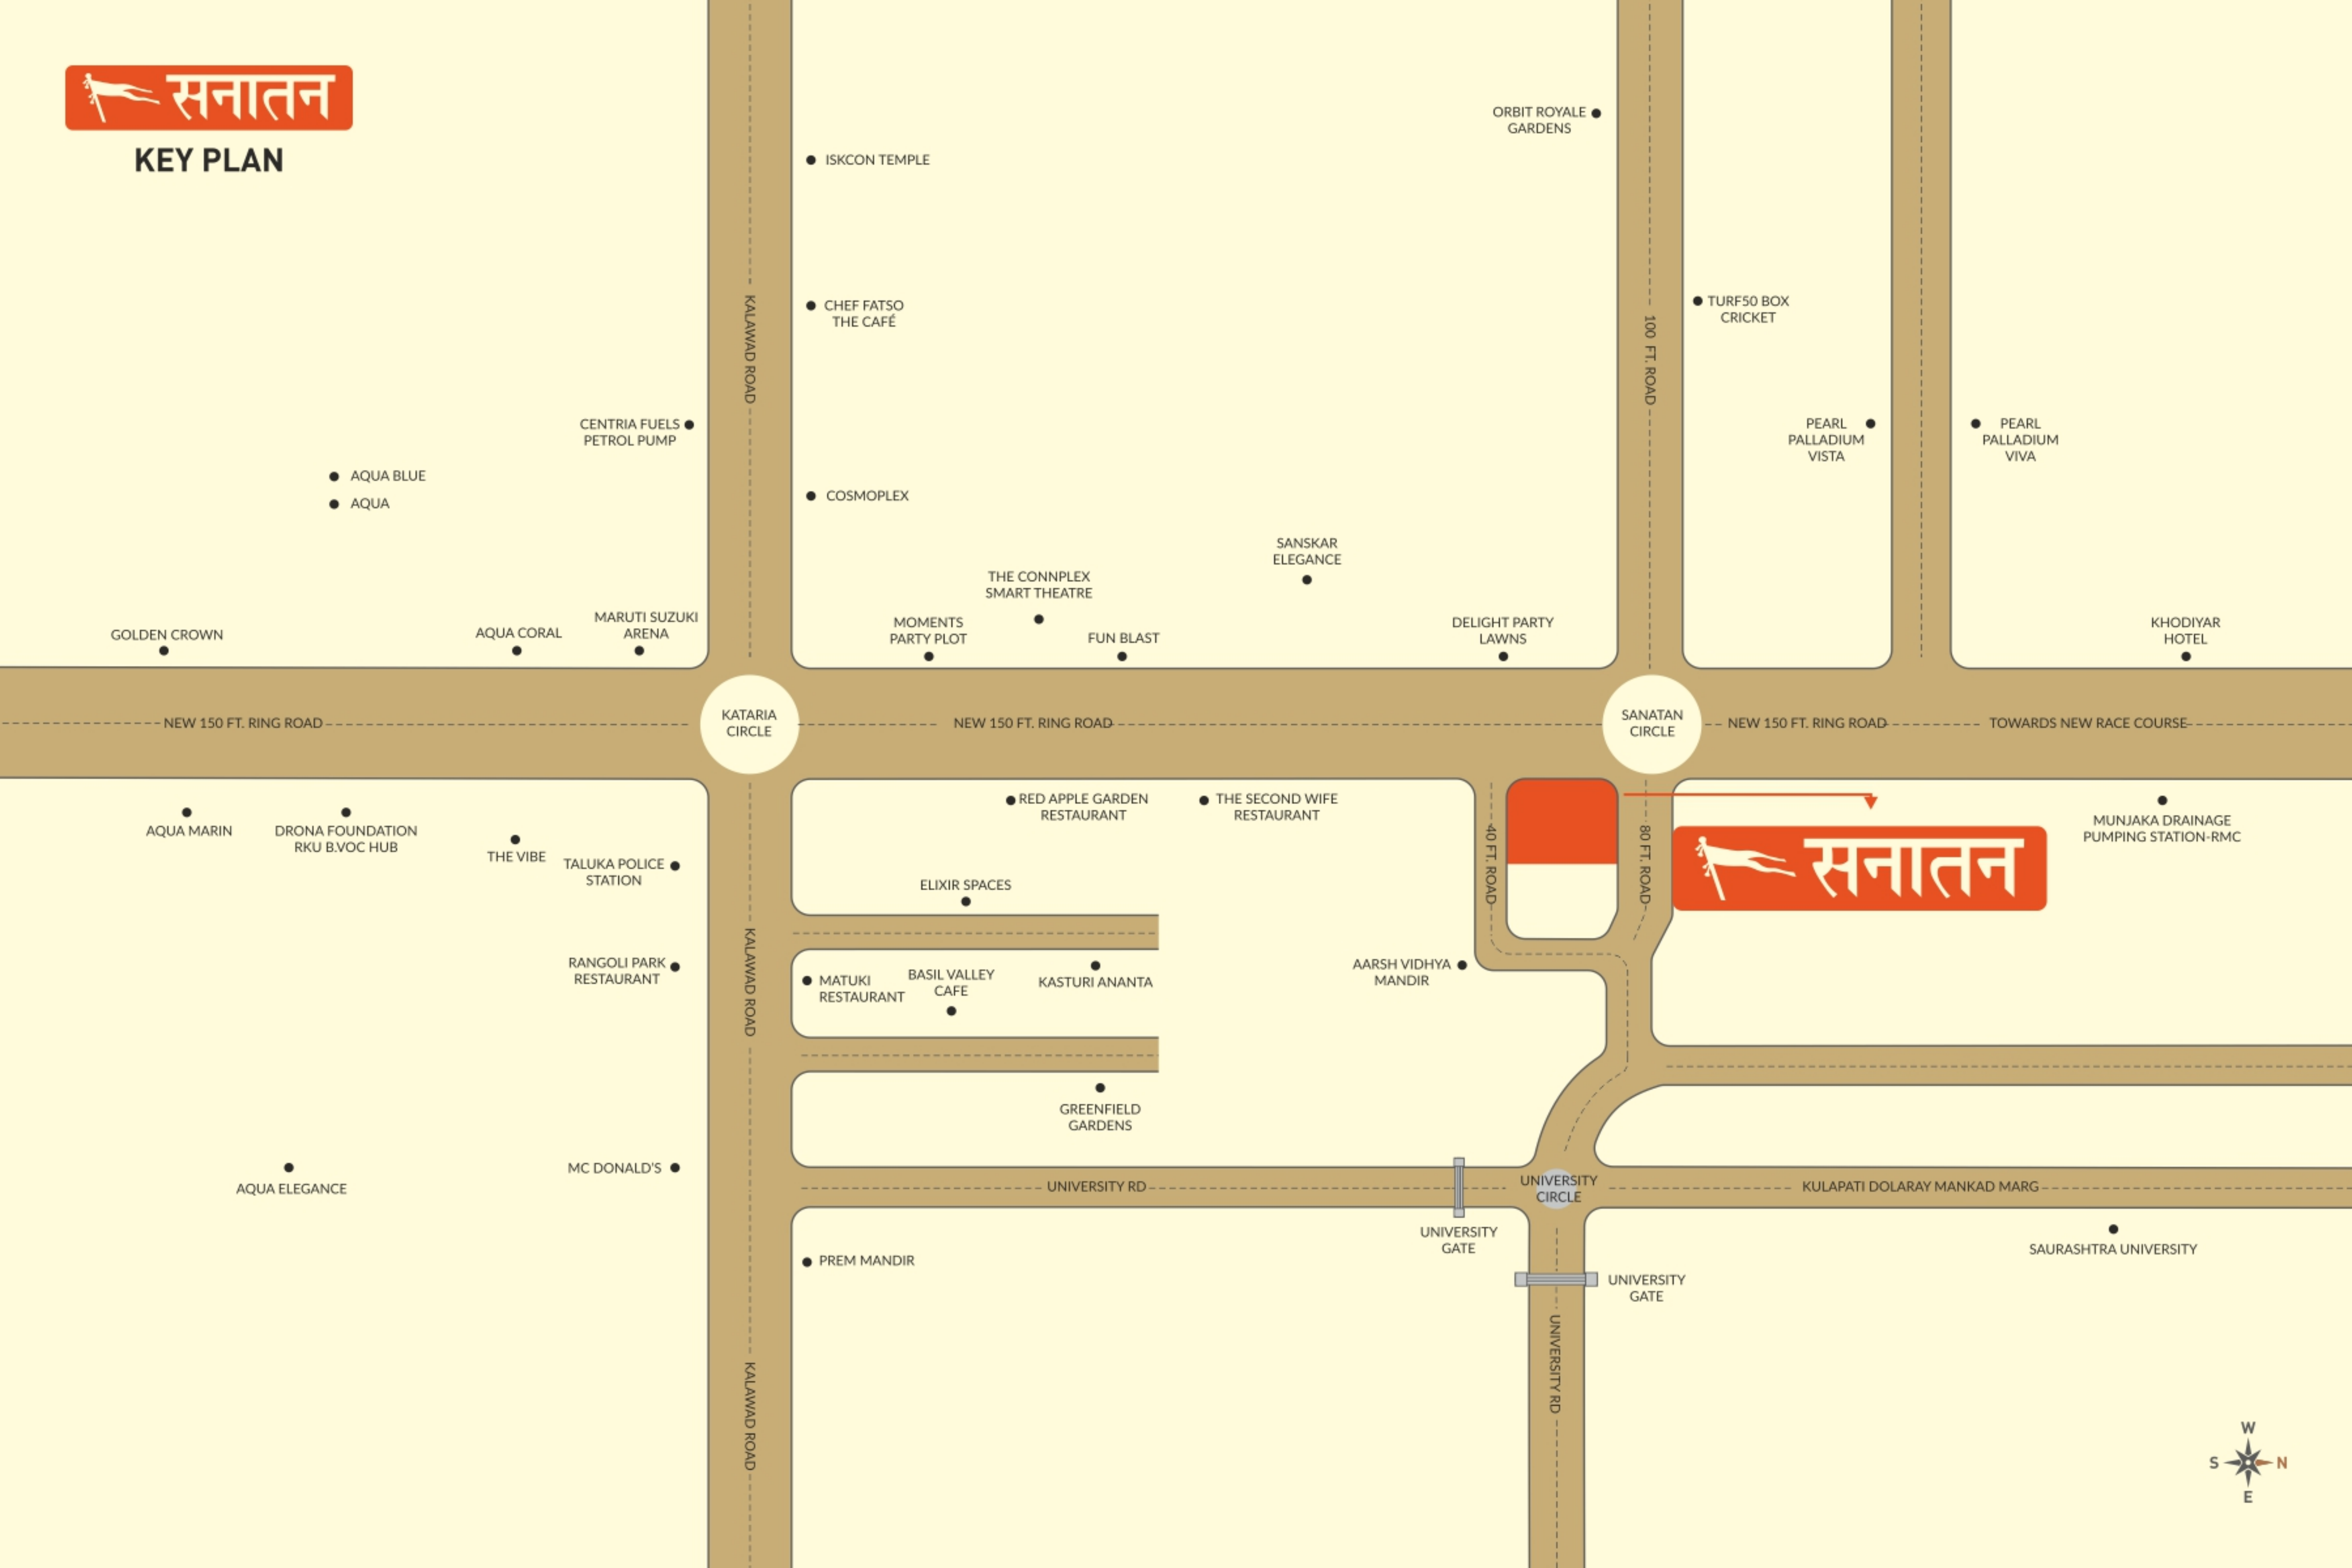 सनातन
KEY PLAN
ORBIT ROYALE
GARDENS
ISKCON TEMPLE
CHEF FATSO
THE CAFÉ
TURF50 BOX
CRICKET
KALAWAD ROAD
100 FT. ROAD
CENTRIA FUELS
PETROL PUMP
PEARL
PALLADIUM
VISTA
PEARL
PALLADIUM
VIVA
AQUA BLUE
AQUA
COSMOPLEX
SANSKAR
ELEGANCE
THE CONNPLEX
SMART THEATRE
GOLDEN CROWN
AQUA CORAL
MARUTI SUZUKI
ARENA
MOMENTS
PARTY PLOT
FUN BLAST
DELIGHT PARTY
LAWNS
KHODIYAR
HOTEL
NEW 150 FT. RING ROAD
KATARIA
CIRCLE
NEW 150 FT. RING ROAD
SANATAN
CIRCLE
NEW 150 FT. RING ROAD
TOWARDS NEW RACE COURSE
AQUA MARIN
DRONA FOUNDATION
RKU B.VOC HUB
THE VIBE
TALUKA POLICE
STATION
RED APPLE GARDEN
RESTAURANT
THE SECOND WIFE
RESTAURANT
40 FT. ROAD
80 FT. ROAD
सनातन
MUNJAKA DRAINAGE
PUMPING STATION-RMC
ELIXIR SPACES
RANGOLI PARK
RESTAURANT
KALAWAD ROAD
MATUKI
RESTAURANT
BASIL VALLEY
CAFE
KASTURI ANANTA
AARSH VIDHYA
MANDIR
GREENFIELD
GARDENS
AQUA ELEGANCE
MC DONALD'S
UNIVERSITY RD
UNIVERSITY
CIRCLE
KULAPATI DOLARAY MANKAD MARG
UNIVERSITY
GATE
SAURASHTRA UNIVERSITY
PREM MANDIR
UNIVERSITY
GATE
UNIVERSITY RD
KALAWAD ROAD
W
S N
E